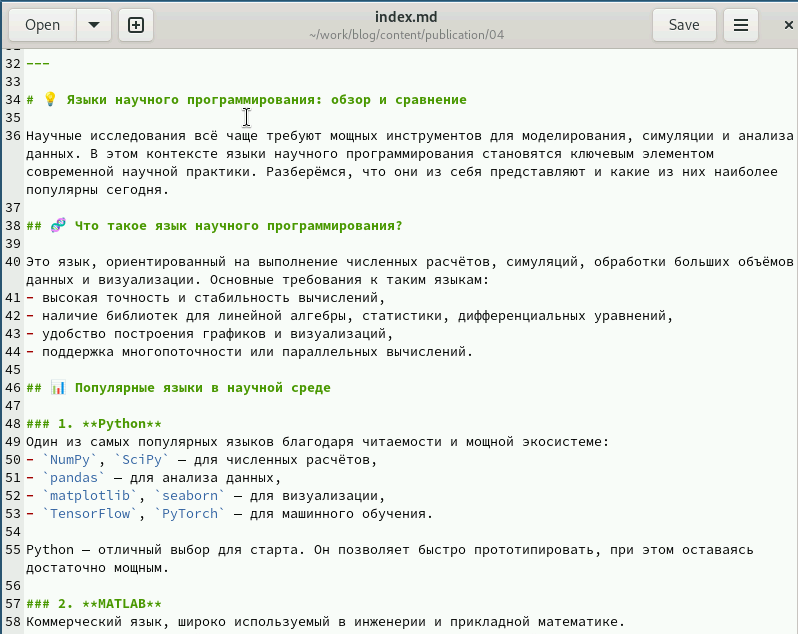 Open
index.md
~/work/blog/content/publication/04
Save
32 ---
33
34 # 💡 Языки научного программирования: обзор и сравнение
35
36 Научные исследования всё чаще требуют мощных инструментов для моделирования, симуляции и анализа
данных. В этом контексте языки научного программирования становятся ключевым элементом
современной научной практики. Разберёмся, что они из себя представляют и какие из них наиболее
популярны сегодня.
37
38 ## 🧬 Что такое язык научного программирования?
39
40 Это язык, ориентированный на выполнение численных расчётов, симуляций, обработки больших объёмов
данных и визуализации. Основные требования к таким языкам:
41 - высокая точность и стабильность вычислений,
42 - наличие библиотек для линейной алгебры, статистики, дифференциальных уравнений,
43 - удобство построения графиков и визуализаций,
44 - поддержка многопоточности или параллельных вычислений.
45
46 ## 📊 Популярные языки в научной среде
47
48 ### 1. **Python**
49 Один из самых популярных языков благодаря читаемости и мощной экосистеме:
50 - `NumPy`, `SciPy` — для численных расчётов,
51 - `pandas` — для анализа данных,
52 - `matplotlib`, `seaborn` — для визуализации,
53 - `TensorFlow`, `PyTorch` — для машинного обучения.
54
55 Python — отличный выбор для старта. Он позволяет быстро прототипировать, при этом оставаясь
достаточно мощным.
56
57 ### 2. **MATLAB**
58 Коммерческий язык, широко используемый в инженерии и прикладной математике.